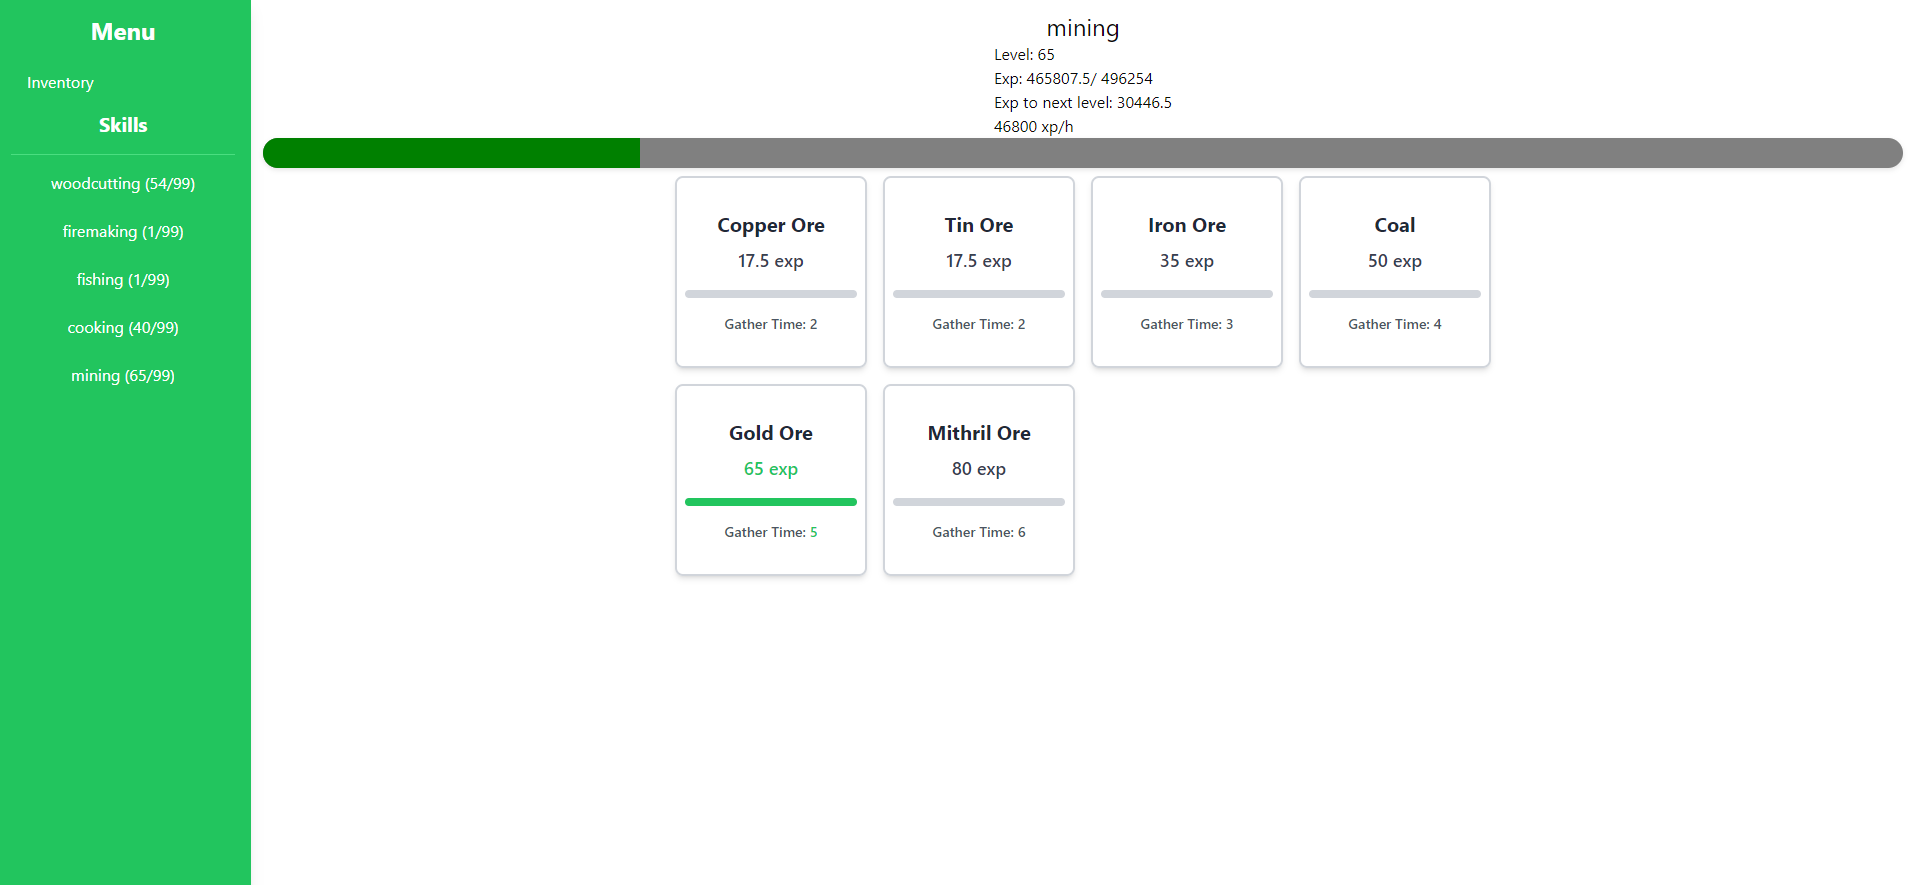 Menu
Inventory
Skills
woodcutting (54/99)
firemaking (1/99)
fishing (1/99)
cooking (40/99)
mining (65/99)
mining
Level: 65
Exp: 465807.5/ 496254
Exp to next level: 30446.5
46800 xp/h
Copper Ore
17.5 exp
Gather Time: 2
Tin Ore
17.5 exp
Gather Time: 2
Iron Ore
35 exp
Gather Time: 3
Coal
50 exp
Gather Time: 4
Gold Ore
65 exp
Gather Time: 5
Mithril Ore
80 exp
Gather Time: 6